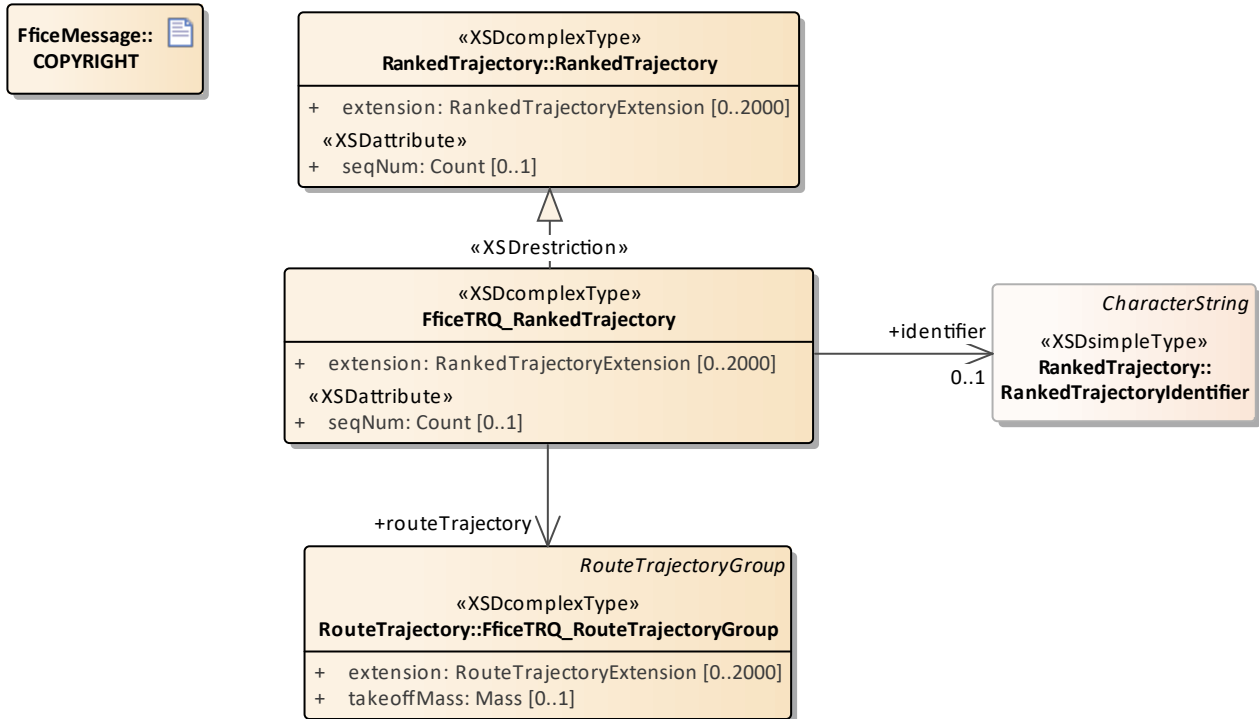 FficeMessage::
COPYRIGHT
«XSDcomplexType»
RankedTrajectory::RankedTrajectory
+ extension: RankedTrajectoryExtension [0..2000]
«XSDattribute»
+ seqNum: Count [0..1]
«XSDrestriction»
«XSDcomplexType»
FficeTRQ_RankedTrajectory
+ extension: RankedTrajectoryExtension [0..2000]
«XSDattribute»
+ seqNum: Count [0..1]
+identifier
0..1
CharacterString
«XSDsimpleType»
RankedTrajectory::
RankedTrajectoryIdentifier
+routeTrajectory
RouteTrajectoryGroup
«XSDcomplexType»
RouteTrajectory::FficeTRQ_RouteTrajectoryGroup
+ extension: RouteTrajectoryExtension [0..2000]
+ takeoffMass: Mass [0..1]